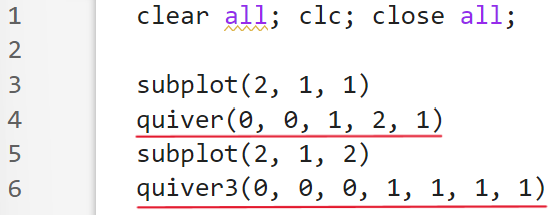 1 clear all; clc; close all;
2
3 subplot(2, 1, 1)
4 quiver(0, 0, 1, 2, 1)
5 subplot(2, 1, 2)
6 quiver3(0, 0, 0, 1, 1, 1, 1)